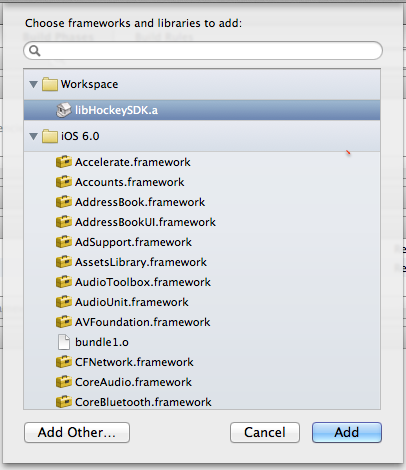 Choose frameworks and libraries to add:
Workspace
libHockeySDK.a
iOS 6.0
Accelerate.framework
Accounts.framework
AddressBook.framework
AddressBookUI.framework
AdSupport.framework
AssetsLibrary.framework
AudioToolbox.framework
AudioUnit.framework
AVFoundation.framework
bundle1.o
CFNetwork.framework
CoreAudio.framework
CoreBluetooth.framework
Add Other...
Cancel
Add